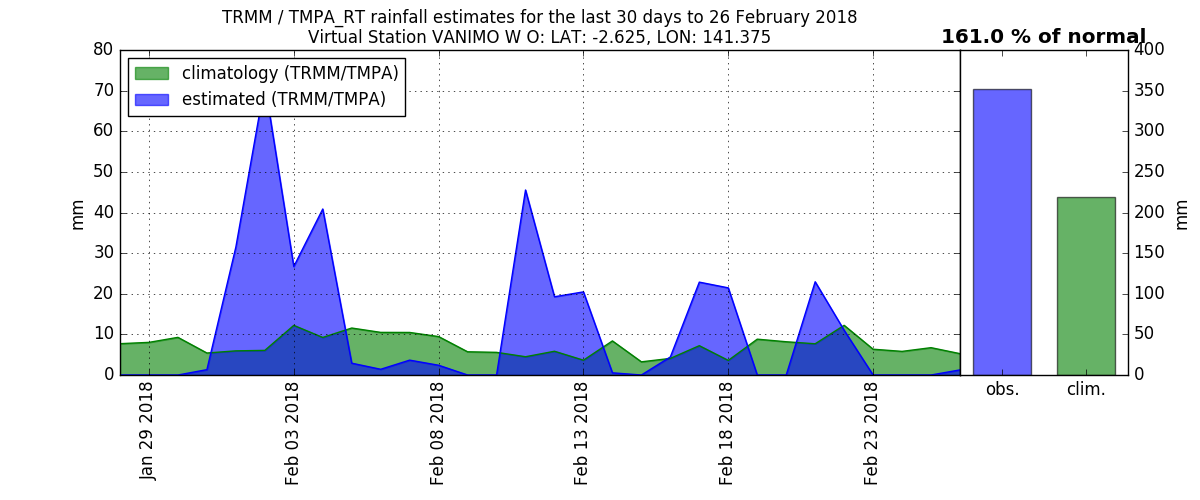 TRMM / TMPA_RT rainfall estimates for the last 30 days to 26 February 2018
Virtual Station VANIMO W O: LAT: -2.625, LON: 141.375
161.0 % of normal
climatology (TRMM/TMPA)
estimated (TRMM/TMPA)
80
70
60
50
40
30
20
10
0
mm
Jan 29 2018
Feb 03 2018
Feb 08 2018
Feb 13 2018
Feb 18 2018
Feb 23 2018
400
350
300
250
200
150
100
50
0
mm
obs.
clim.